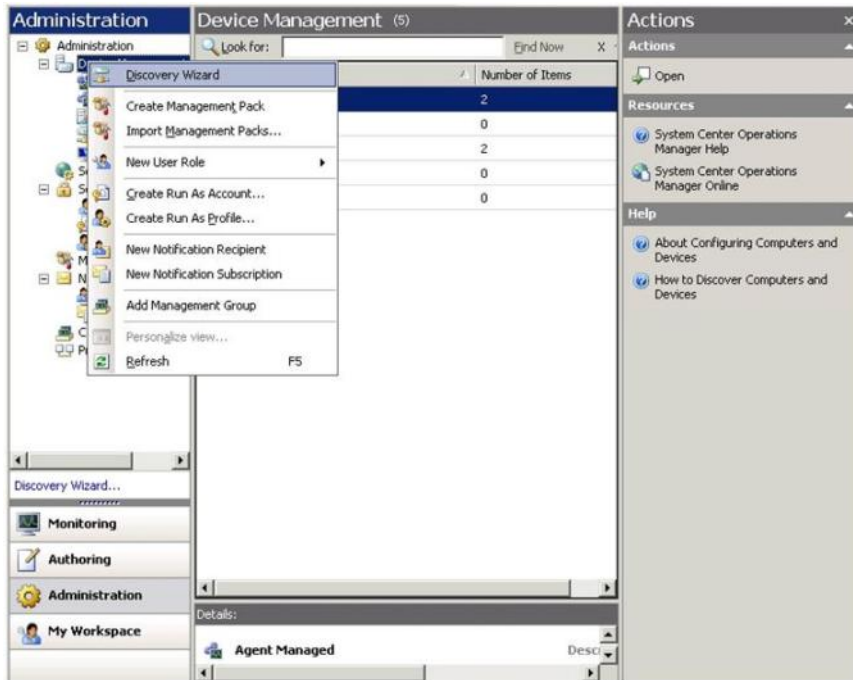 Administration
Administration
Discovery Wizard
Create Management Pack
Import Management Packs...
New User Role
Create Run As Account...
Create Run As Profile...
New Notification Recipient
New Notification Subscription
Add Management Group
Personalize view...
Refresh F5
Discovery Wizard...
Monitoring
Authoring
Administration
My Workspace
Device Management (5)
Look for: Find Now X
Number of Items
2
0
2
0
0
Details:
Agent Managed Descr
Actions x
Actions
Open
Resources
System Center Operations
Manager Help
System Center Operations
Manager Online
Help
About Configuring Computers and
Devices
How to Discover Computers and
Devices